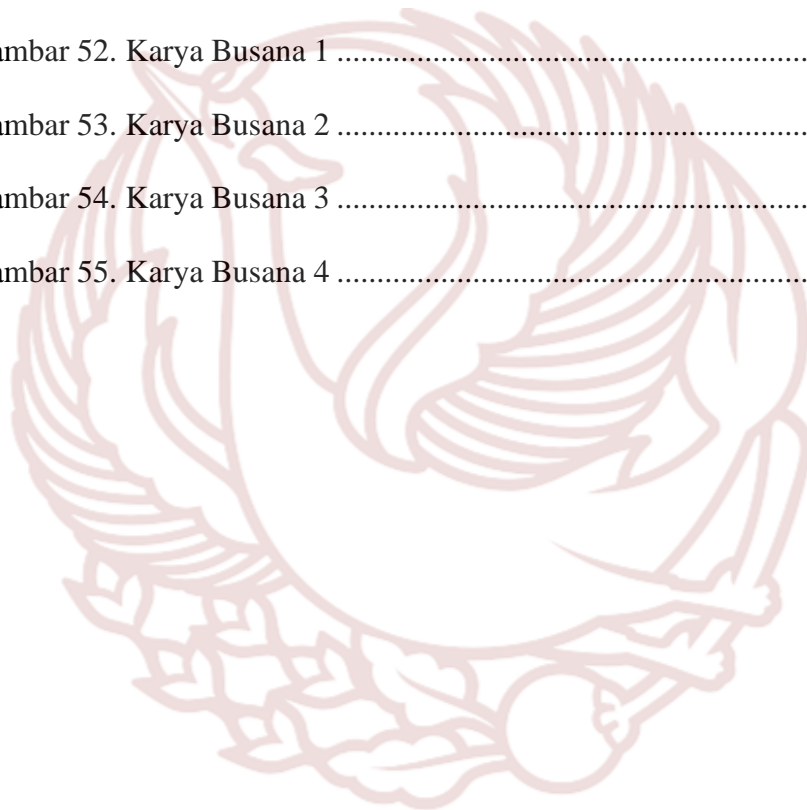 ambar 52. Karya Busana 1 ..........................................................
ambar 53. Karya Busana 2 ..........................................................
ambar 54. Karya Busana 3 ..........................................................
ambar 55. Karya Busana 4 ..........................................................